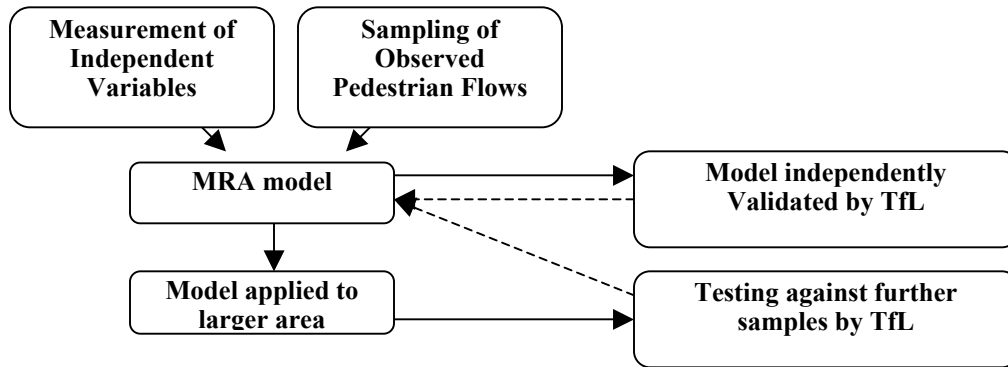 Measurement of
Independent
Variables
Sampling of
Observed
Pedestrian Flows
MRA model
Model independently
Validated by TfL
Model applied to
larger area
Testing against further
samples by TfL